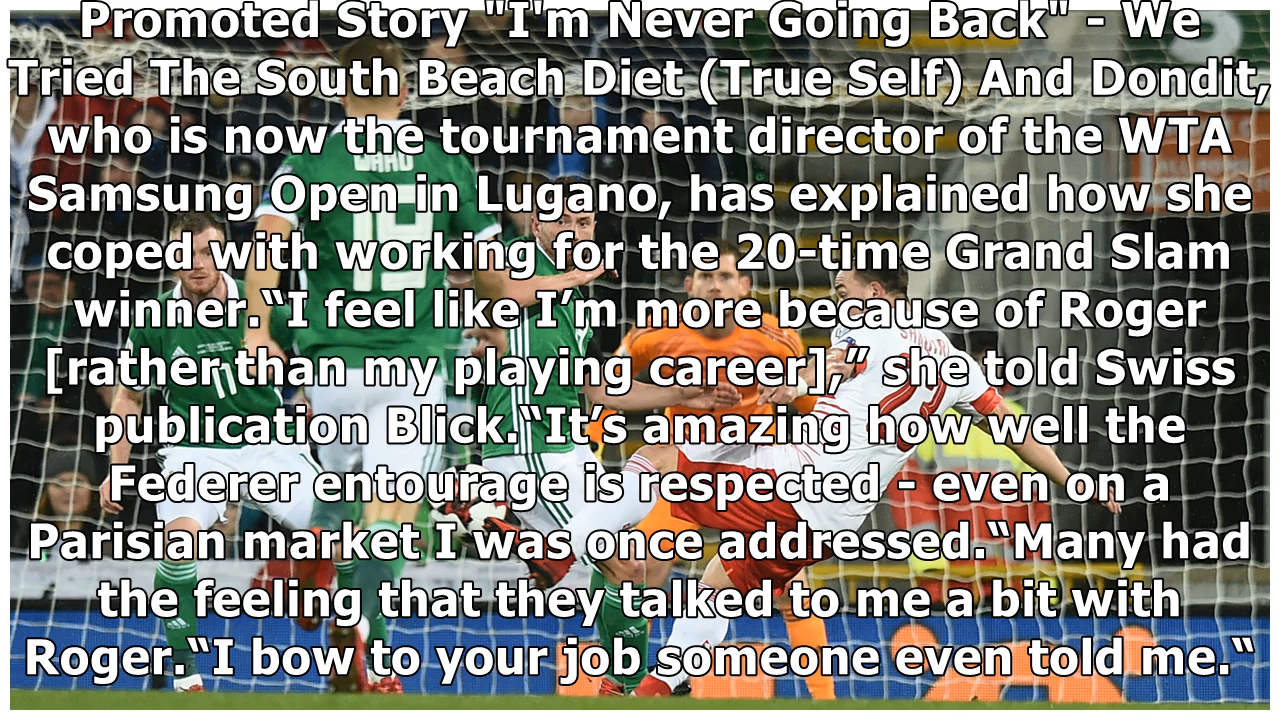 Promoted Story "I'm Never Going Back" - We
Tried The South Beach Diet (True Self) And Dondit,
who is now the tournament director of the WTA
Samsung Open in Lugano, has explained how she
coped with working for the 20-time Grand Slam
winner.“I feel like I’m more because of Roger
[rather than my playing career],” she told Swiss
publication Blick.“It’s amazing how well the
Federer entourage is respected - even on a
Parisian market I was once addressed.“Many had
the feeling that they talked to me a bit with
Roger.“I bow to your job someone even told me.“
WARD
19
11